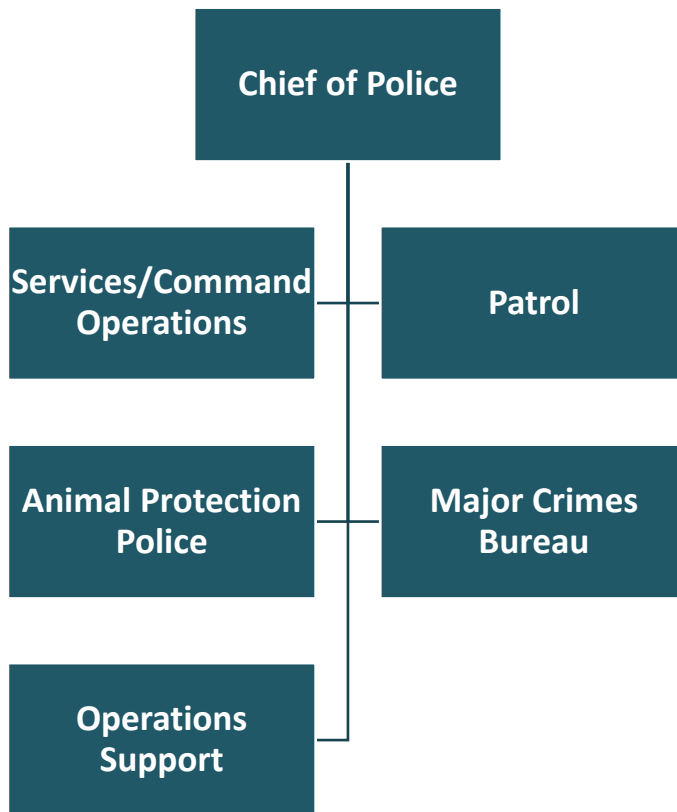 Chief of Police
Services/Command
Operations
Patrol
Animal Protection
Police
Major Crimes
Bureau
Operations
Support